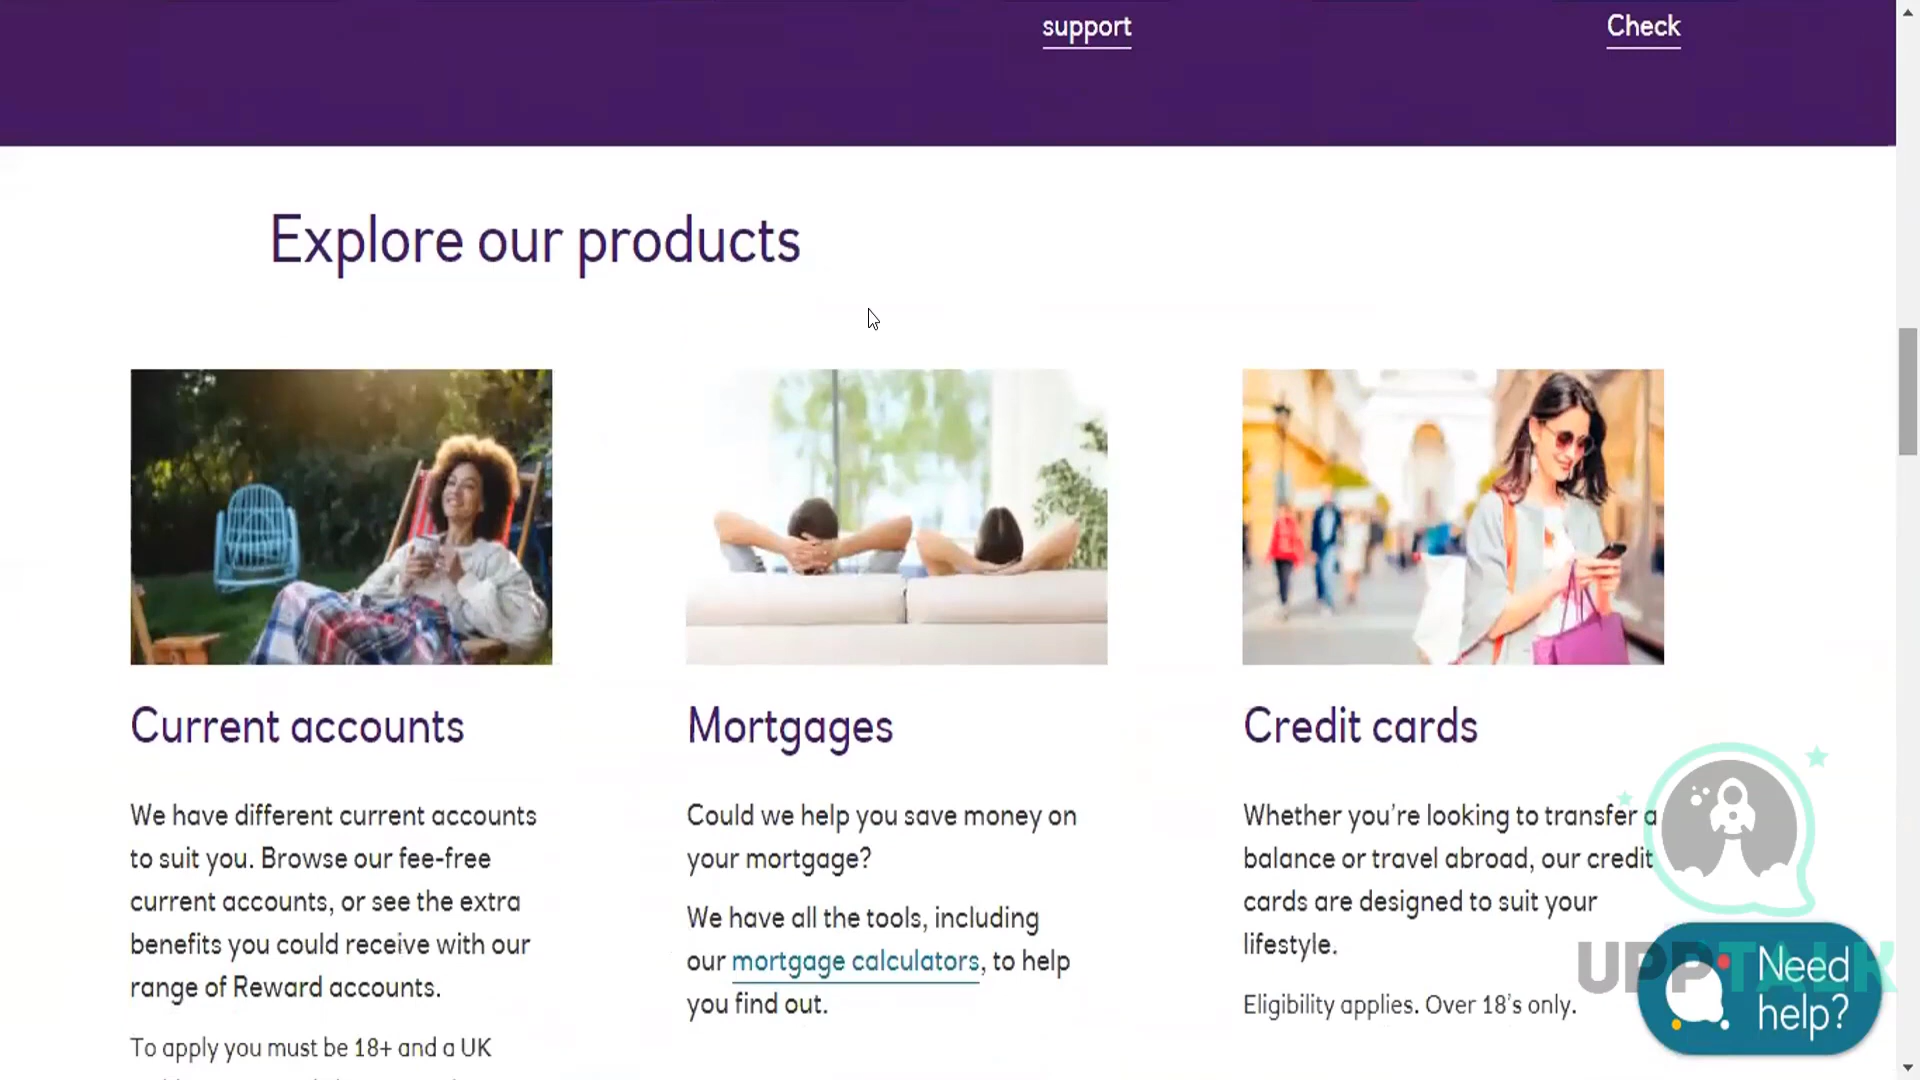 support
Check
Explore our products
Current accounts
We have different current accounts
to suit you. Browse our fee-free
current accounts, or see the extra
benefits you could receive with our
range of Reward accounts.
To apply you must be 18+ and a UK
Mortgages
Could we help you save money on
your mortgage?
We have all the tools, including
our mortgage calculators, to help
you find out.
Credit cards
Whether you’re looking to transfer a
balance or travel abroad, our credit
cards are designed to suit your
lifestyle.
Eligibility applies. Over 18’s only.
UPPTALK
Need
help?